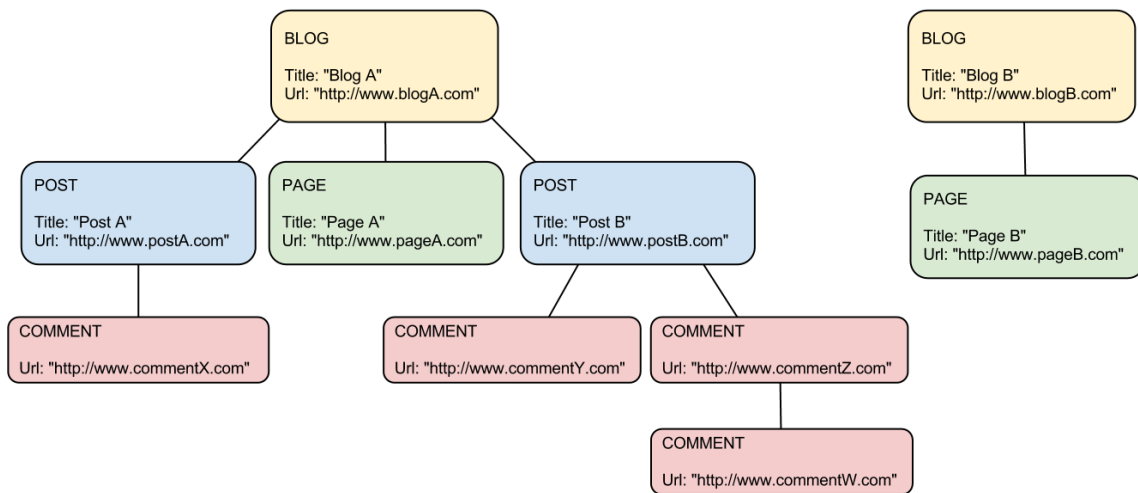 BLOG
Title: "Blog A"
Url: "http://www.blogA.com"
BLOG
Title: "Blog B"
Url: "http://www.blogB.com"
POST
Title: "Post A"
Url: "http://www.postA.com"
PAGE
Title: "Page A"
Url: "http://www.pageA.com"
POST
Title: "Post B"
Url: "http://www.postB.com"
PAGE
Title: "Page B"
Url: "http://www.pageB.com"
COMMENT
Url: "http://www.commentX.com"
COMMENT
Url: "http://www.commentY.com"
COMMENT
Url: "http://www.commentZ.com"
COMMENT
Url: "http://www.commentW.com"